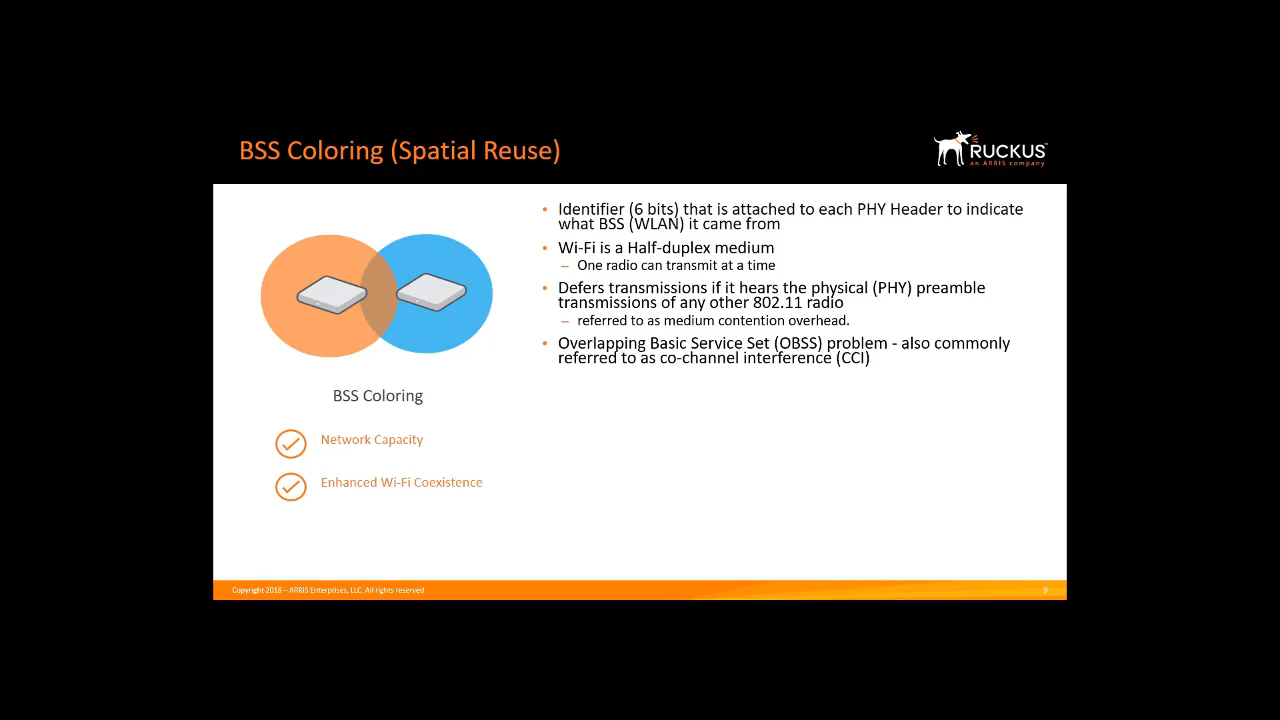 BSS Coloring (Spatial Reuse)
RUCKUS™
an ARRIS company
• Identifier (6 bits) that is attached to each PHY Header to indicate
what BSS (WLAN) it came from
• Wi-Fi is a Half-duplex medium
– One radio can transmit at a time
• Defers transmissions if it hears the physical (PHY) preamble
transmissions of any other 802.11 radio
– referred to as medium contention overhead.
• Overlapping Basic Service Set (OBSS) problem - also commonly
referred to as co-channel interference (CCI)
BSS Coloring
Network Capacity
Enhanced Wi-Fi Coexistence
Copyright 2018 – ARRIS Enterprises, LLC. All rights reserved
9